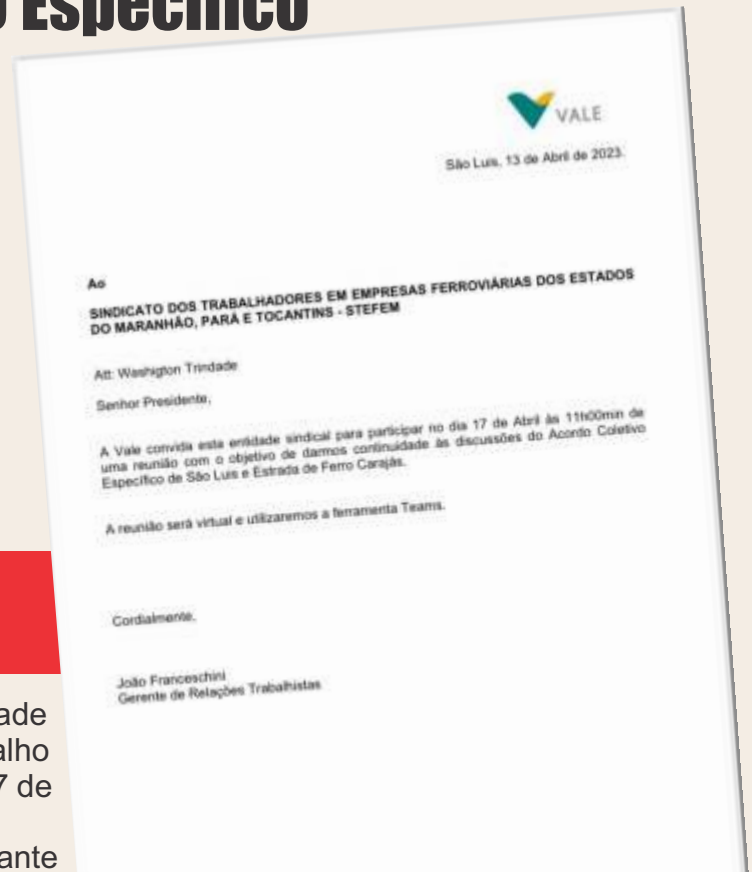 Específico
VALE
São Luis, 13 de Abril de 2023.
Ao
SINDICATO DOS TRABALHADORES EM EMPRESAS FERROVIÁRIAS DOS ESTADOS
DO MARANHÃO, PARÁ E TOCANTINS - STEFEM
Att: Washigton Trindade
Senhor Presidente,
A Vale convida esta entidade sindical para participar no dia 17 de Abril às 11h00min de
uma reunião com o objetivo de darmos continuidade às discussões do Acordo Coletivo
Específico de São Luis e Estrada de Ferro Carajás.
A reunião será virtual e utilizaremos a ferramenta Teams.
Cordialmente,
João Franceschini
Gerente de Relações Trabalhistas
ade
alho
7 de
ante